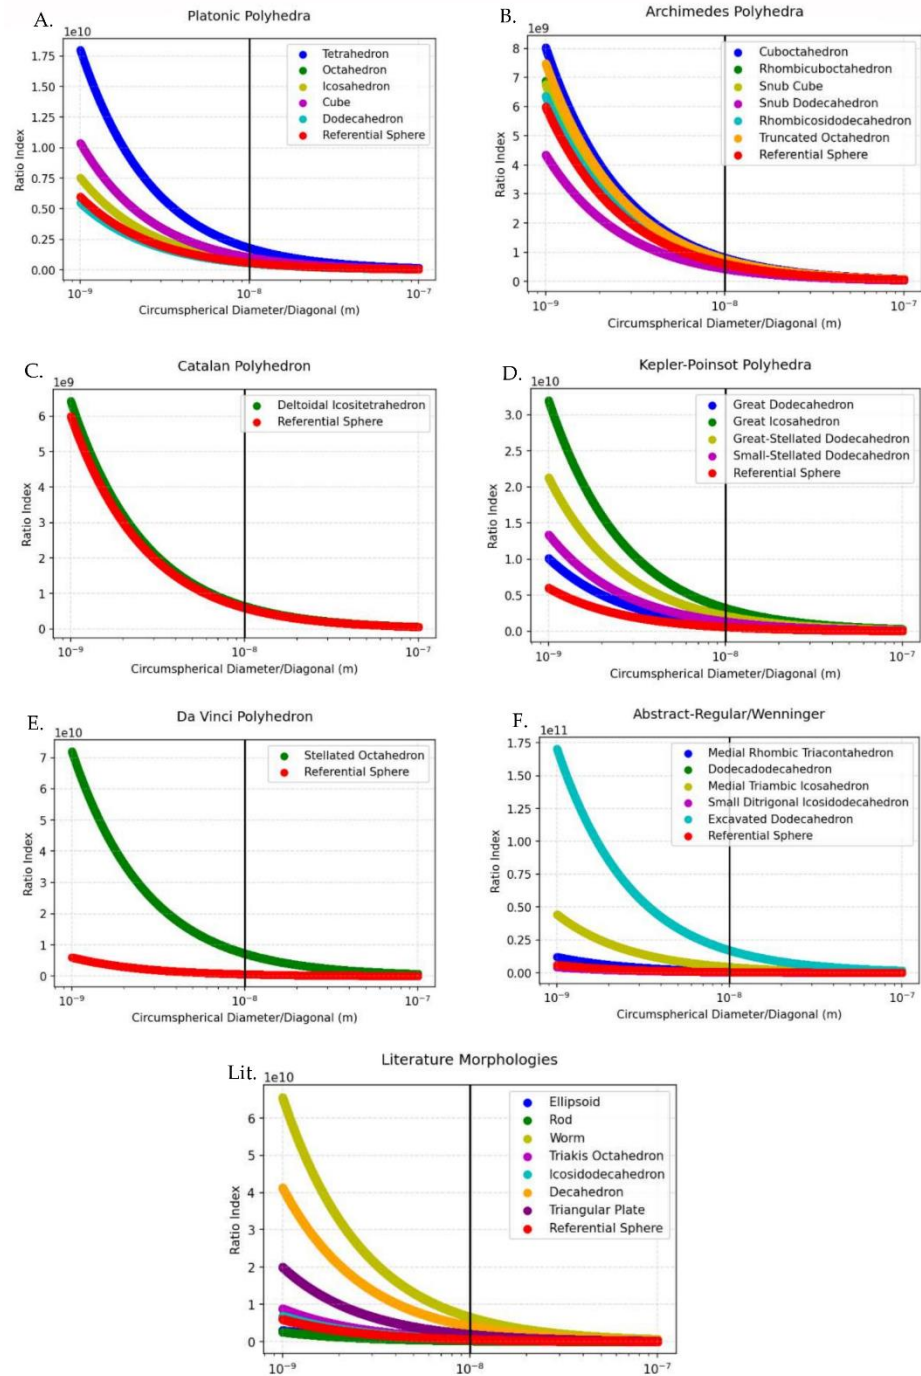 A.
Platonic Polyhedra
1e10
Tetrahedron
Octahedron
Icosahedron
Cube
Dodecahedron
Referential Sphere
1.75
1.50
1.25
1.00
0.75
0.50
0.25
0.00
Ratio Index
10⁻⁹
10⁻⁸
10⁻⁷
Circumspherical Diameter/Diagonal (m)
B.
Archimedes Polyhedra
1e9
Cuboctahedron
Rhombicuboctahedron
Snub Cube
Snub Dodecahedron
Rhombicosidodecahedron
Truncated Octahedron
Referential Sphere
8
7
6
5
4
3
2
1
0
Ratio Index
10⁻⁹
10⁻⁸
10⁻⁷
Circumspherical Diameter/Diagonal (m)
C.
Catalan Polyhedron
1e9
Deltoidal Icositetrahedron
Referential Sphere
6
5
4
3
2
1
0
Ratio Index
10⁻⁹
10⁻⁸
10⁻⁷
Circumspherical Diameter/Diagonal (m)
D.
Kepler-Poinsot Polyhedra
1e10
Great Dodecahedron
Great Icosahedron
Great-Stellated Dodecahedron
Small-Stellated Dodecahedron
Referential Sphere
3.0
2.5
2.0
1.5
1.0
0.5
0.0
Ratio Index
10⁻⁹
10⁻⁸
10⁻⁷
Circumspherical Diameter/Diagonal (m)
E.
Da Vinci Polyhedron
1e10
Stellated Octahedron
Referential Sphere
7
6
5
4
3
2
1
0
Ratio Index
10⁻⁹
10⁻⁸
10⁻⁷
Circumspherical Diameter/Diagonal (m)
F.
Abstract-Regular/Wenninger
1e11
Medial Rhombic Triacontahedron
Dodecadodecahedron
Medial Triambic Icosahedron
Small Ditrigonal Icosidodecahedron
Excavated Dodecahedron
Referential Sphere
1.75
1.50
1.25
1.00
0.75
0.50
0.25
0.00
Ratio Index
10⁻⁹
10⁻⁸
10⁻⁷
Circumspherical Diameter/Diagonal (m)
Lit.
Literature Morphologies
1e10
Ellipsoid
Rod
Worm
Triakis Octahedron
Icosidodecahedron
Decahedron
Triangular Plate
Referential Sphere
6
5
4
3
2
1
0
Ratio Index
10⁻⁹
10⁻⁸
10⁻⁷